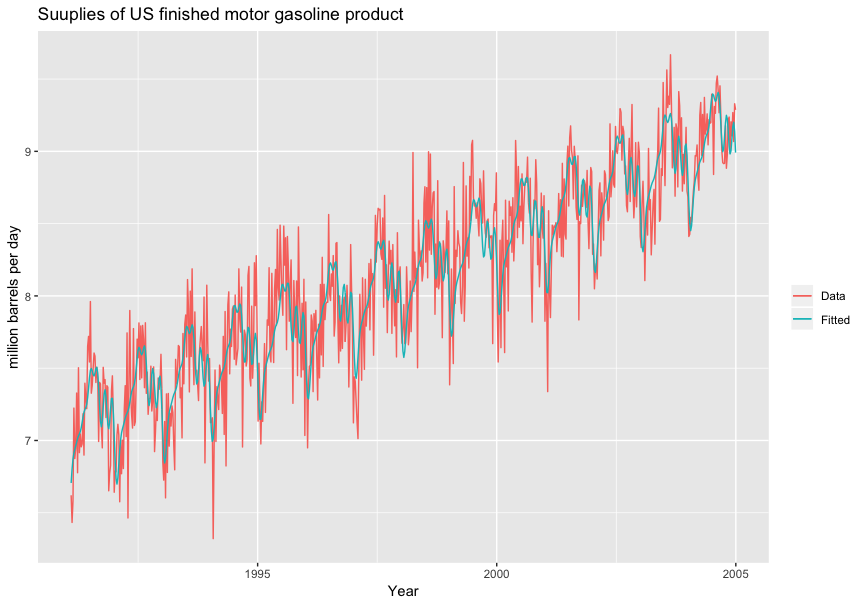 Suuplies of US finished motor gasoline product
million barrels per day
9
8
7
1995 2000 2005
Year
Data
Fitted